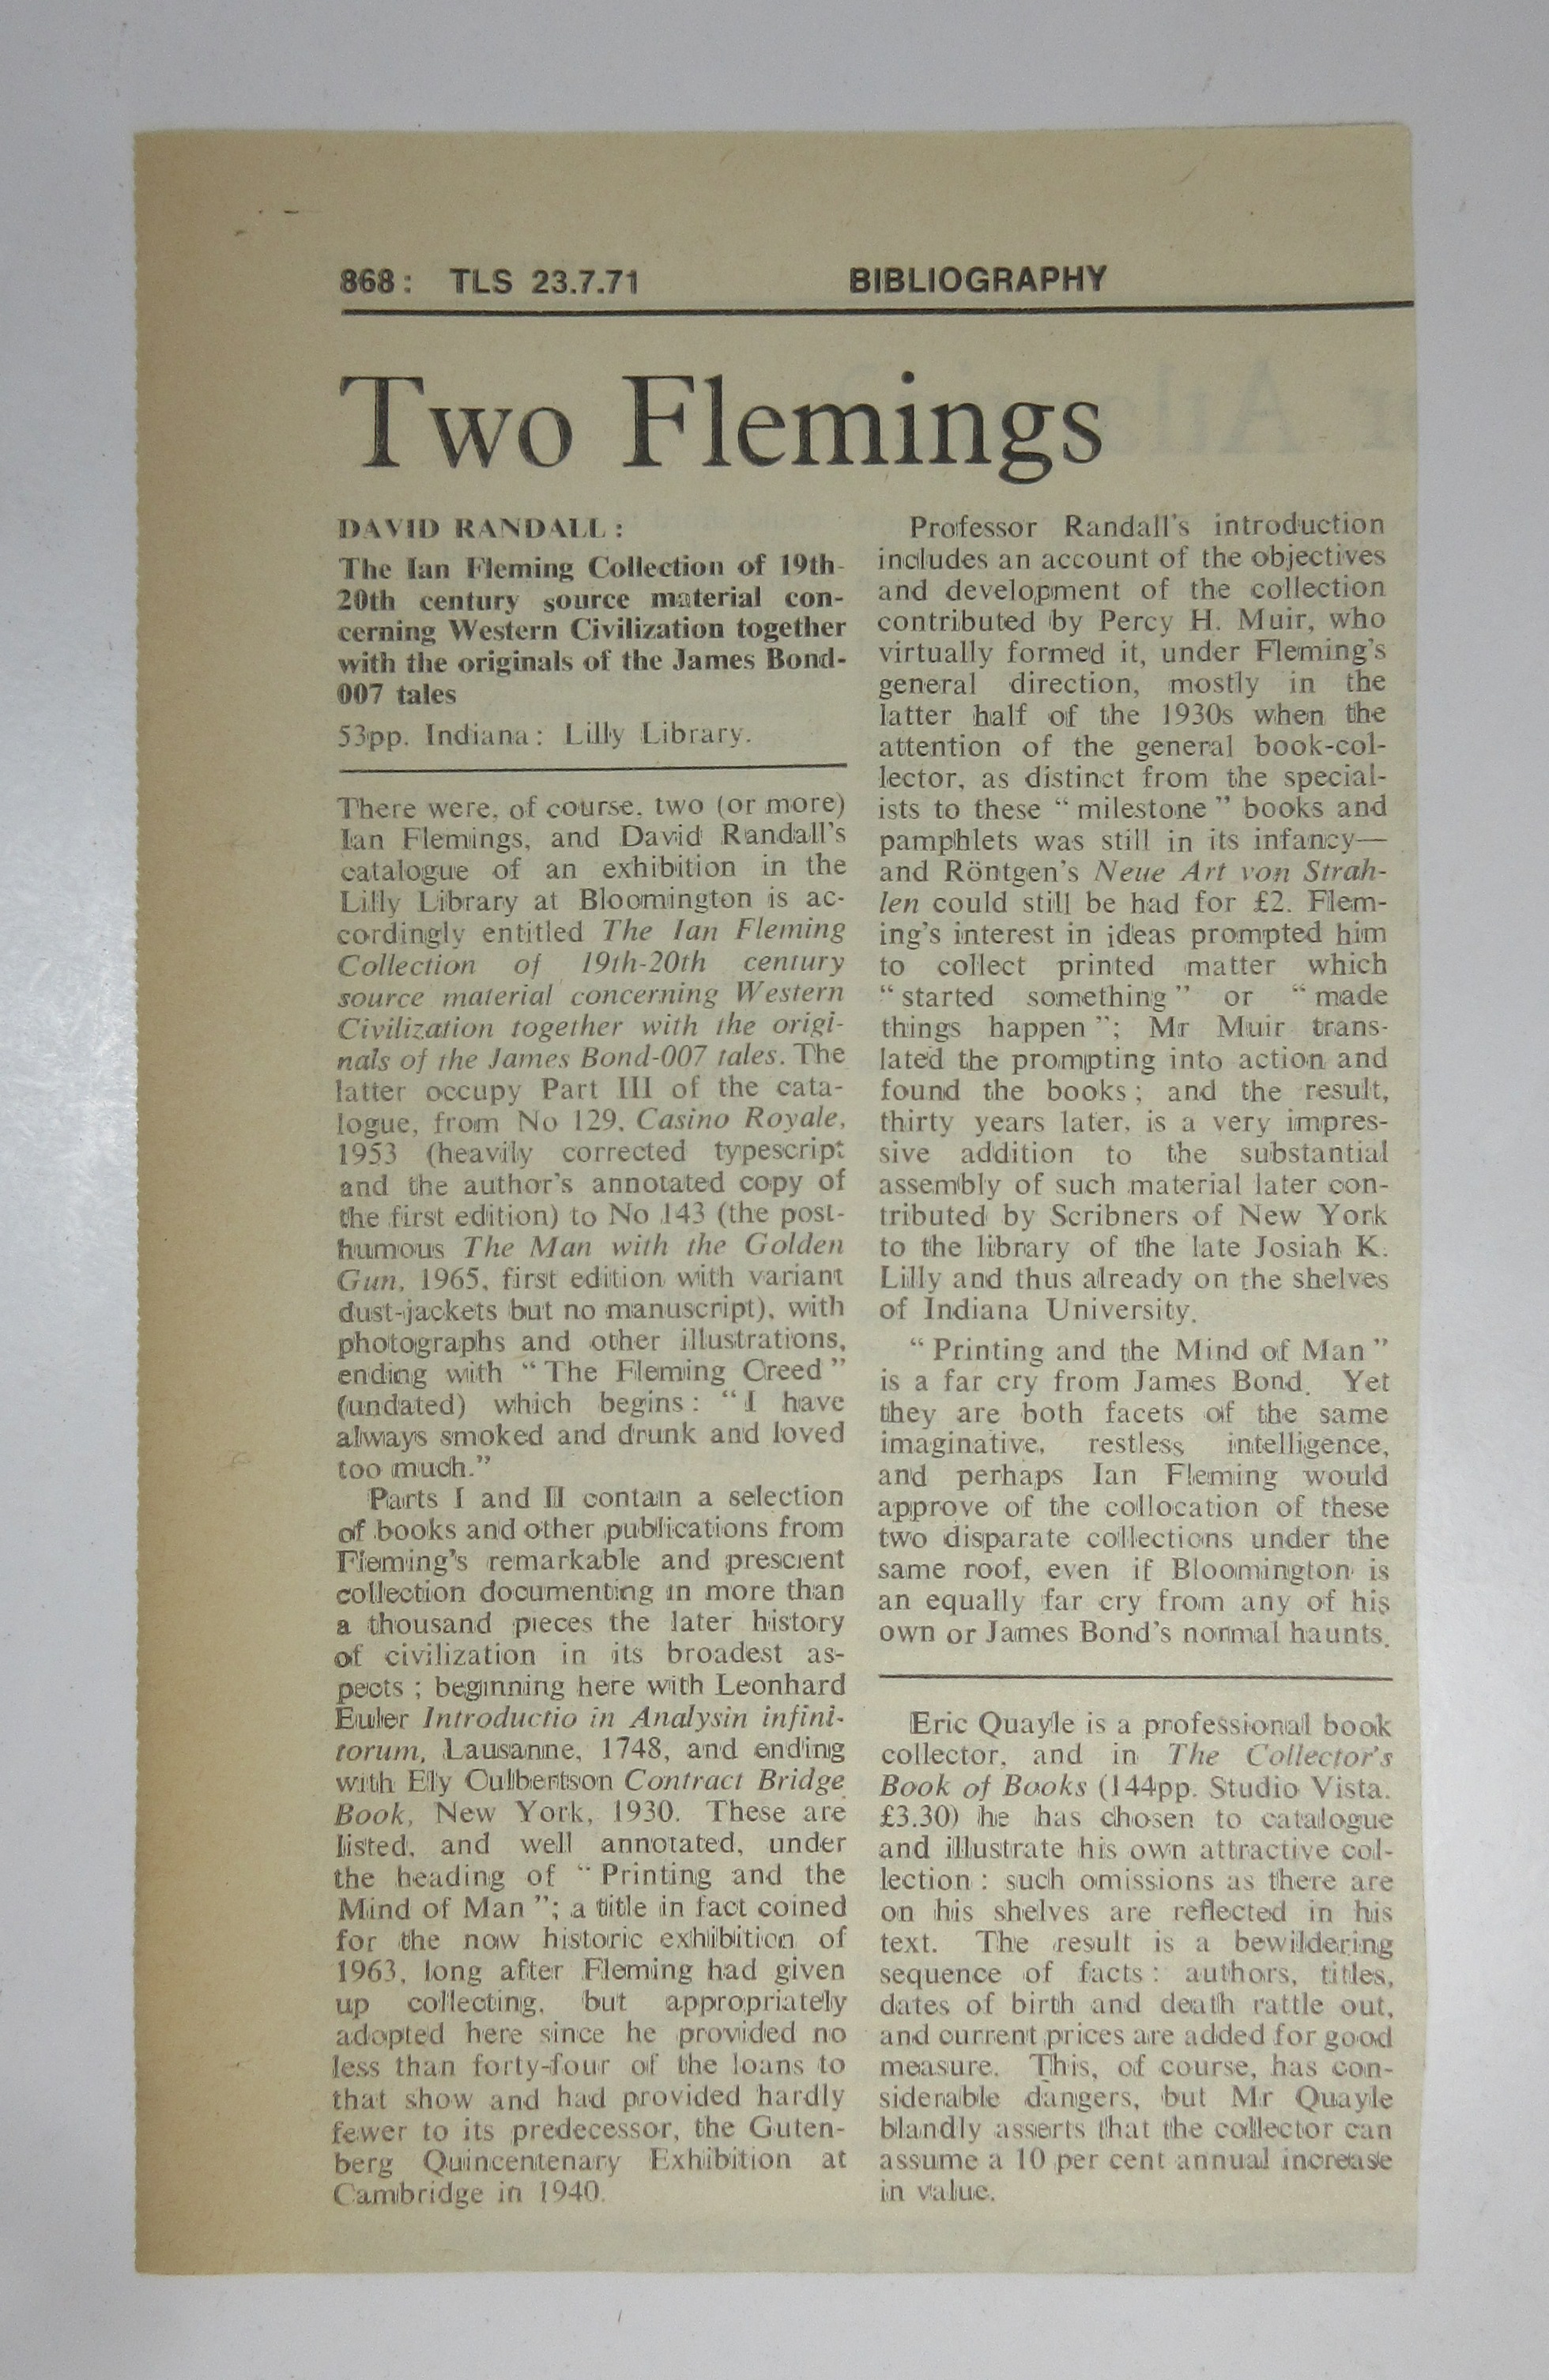 868: TLS 23.7.71 BIBLIOGRAPHY
Two Flemings
DAVID RANDALL :
The Ian Fleming Collection of 19th-
20th century source material con-
cerning Western Civilization together
with the originals of the James Bond-
007 tales
53pp. Indiana: Lilly Library.
There were, of course, two (or more)
Ian Flemings, and David Randall's
catalogue of an exhibition in the
Lilly Library at Bloomington is ac-
cordingly entitled The Ian Fleming
Collection of 19th-20th century
source material concerning Western
Civilization together with the origi-
nals of the James Bond-007 tales. The
latter occupy Part III of the cata-
logue, from No 129, Casino Royale,
1953 (heavily corrected typescript
and the author's annotated copy of
the first edition) to No 143 (the post-
humous The Man with the Golden
Gun, 1965, first edition with variant
dust-jackets but no manuscript), with
photographs and other illustrations,
ending with “ The Fleming Creed ”
(undated) which begins : “ I have
always smoked and drunk and loved
too much.”
Parts I and II contain a selection
of books and other publications from
Fleming's remarkable and prescient
collection documenting in more than
a thousand pieces the later history
of civilization in its broadest as-
pects ; beginning here with Leonhard
Euler Introductio in Analysin infini-
torum, Lausanne, 1748, and ending
with Ely Culbertson Contract Bridge
Book, New York, 1930. These are
listed, and well annotated, under
the heading of “ Printing and the
Mind of Man ”; a title in fact coined
for the now historic exhibition of
1963, long after Fleming had given
up collecting, but appropriately
adopted here since he provided no
less than forty-four of the loans to
that show and had provided hardly
fewer to its predecessor, the Guten-
berg Quincentenary Exhibition at
Cambridge in 1940.
Professor Randall's introduction
includes an account of the objectives
and development of the collection
contributed by Percy H. Muir, who
virtually formed it, under Fleming's
general direction, mostly in the
latter half of the 1930s when the
attention of the general book-col-
lector, as distinct from the special-
ists to these “ milestone ” books and
pamphlets was still in its infancy—
and Röntgen's Neue Art von Strah-
len could still be had for £2. Flem-
ing's interest in ideas prompted him
to collect printed matter which
“ started something ” or “ made
things happen ”; Mr Muir trans-
lated the prompting into action and
found the books ; and the result,
thirty years later, is a very impres-
sive addition to the substantial
assembly of such material later con-
tributed by Scribners of New York
to the library of the late Josiah K.
Lilly and thus already on the shelves
of Indiana University.
“ Printing and the Mind of Man ”
is a far cry from James Bond. Yet
they are both facets of the same
imaginative, restless intelligence,
and perhaps Ian Fleming would
approve of the collocation of these
two disparate collections under the
same roof, even if Bloomington is
an equally far cry from any of his
own or James Bond's normal haunts.
Eric Quayle is a professional book
collector, and in The Collector's
Book of Books (144pp. Studio Vista.
£3.30) he has chosen to catalogue
and illustrate his own attractive col-
lection : such omissions as there are
on his shelves are reflected in his
text. The result is a bewildering
sequence of facts : authors, titles,
dates of birth and death rattle out,
and current prices are added for good
measure. This, of course, has con-
siderable dangers, but Mr Quayle
blandly asserts that the collector can
assume a 10 per cent annual increase
in value.